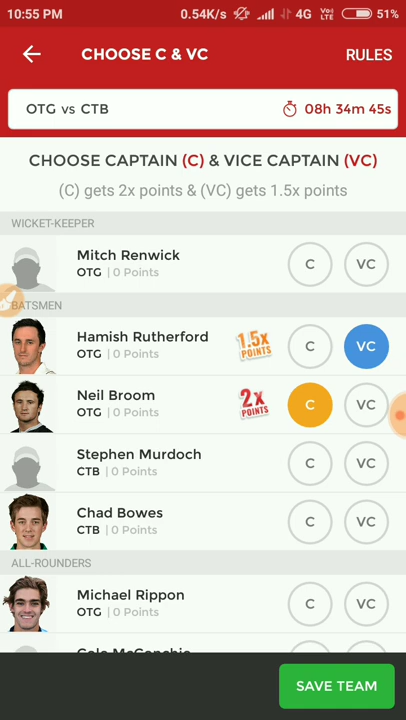 10:55 PM 0.54K/s 4G Vo) LTE 51%
CHOOSE C & VC RULES
OTG vs CTB 08h 34m 45s
CHOOSE CAPTAIN (C) & VICE CAPTAIN (VC)
(C) gets 2x points & (VC) gets 1.5x points
WICKET-KEEPER
Mitch Renwick
OTG | 0 Points
C VC
BATSMEN
Hamish Rutherford
OTG | 0 Points
1.5x
POINTS
C VC
Neil Broom
OTG | 0 Points
2x
POINTS
C VC
Stephen Murdoch
CTB | 0 Points
C VC
Chad Bowes
CTB | 0 Points
C VC
ALL-ROUNDERS
Michael Rippon
OTG | 0 Points
C VC
SAVE TEAM